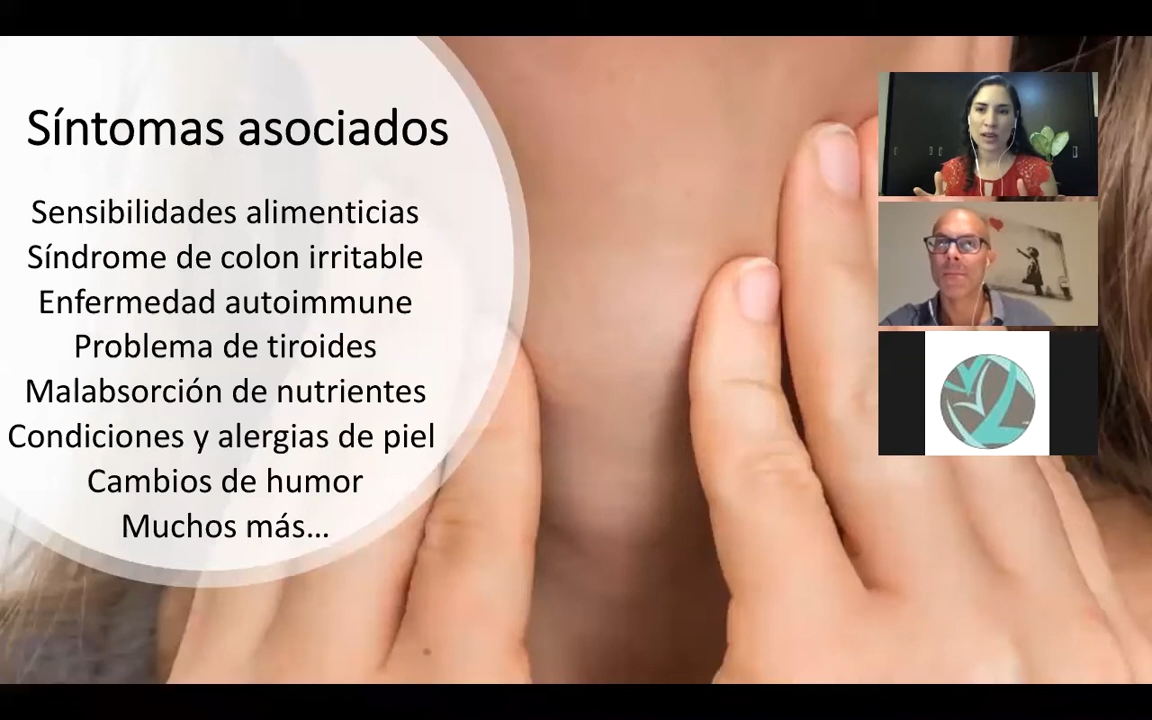 Síntomas asociados
Sensibilidades alimenticias
Síndrome de colon irritable
Enfermedad autoimmune
Problema de tiroides
Malabsorción de nutrientes
Condiciones y alergias de piel
Cambios de humor
Muchos más...